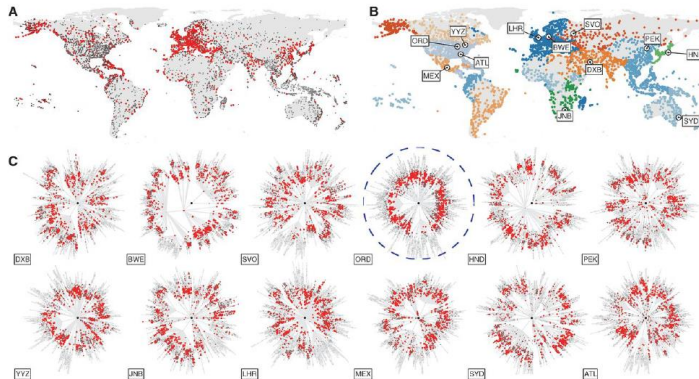 A
B
LHR
SVO
YYZ
ORD
PEK
HN
BWE
ATL
DXB
MEX
JNB
SYD
C
DXB
BWE
SVO
ORD
HND
PEK
YYZ
JNB
LHR
MEX
SYD
ATL